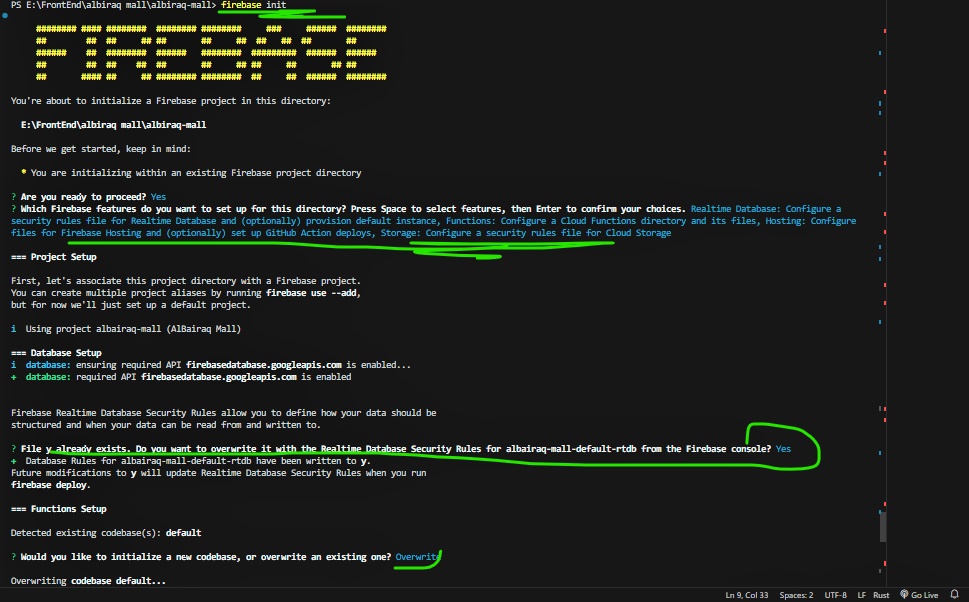 PS E:\FrontEnd\albiraq mall\albiraq-mall> firebase init
FIREBASE
You're about to initialize a Firebase project in this directory:
E:\FrontEnd\albiraq mall\albiraq-mall
Before we get started, keep in mind:
* You are initializing within an existing Firebase project directory
? Are you ready to proceed? Yes
? Which Firebase features do you want to set up for this directory? Press Space to select features, then Enter to confirm your choices. Realtime Database: Configure a
security rules file for Realtime Database and (optionally) provision default instance, Functions: Configure a Cloud Functions directory and its files, Hosting: Configure
files for Firebase Hosting and (optionally) set up GitHub Action deploys, Storage: Configure a security rules file for Cloud Storage
=== Project Setup
First, let's associate this project directory with a Firebase project.
You can create multiple project aliases by running firebase use --add,
but for now we'll just set up a default project.
i  Using project albairaq-mall (AlBairaq Mall)
=== Database Setup
i  database: ensuring required API firebasedatabase.googleapis.com is enabled...
+  database: required API firebasedatabase.googleapis.com is enabled
Firebase Realtime Database Security Rules allow you to define how your data should be
structured and when your data can be read from and written to.
? File y already exists. Do you want to overwrite it with the Realtime Database Security Rules for albairaq-mall-default-rtdb from the Firebase console? Yes
+  Database Rules for albairaq-mall-default-rtdb have been written to y.
Future modifications to y will update Realtime Database Security Rules when you run
firebase deploy.
=== Functions Setup
Detected existing codebase(s): default
? Would you like to initialize a new codebase, or overwrite an existing one? Overwrite
Overwriting codebase default...
Ln 9, Col 33 Spaces: 2 UTF-8 LF Rust Go Live